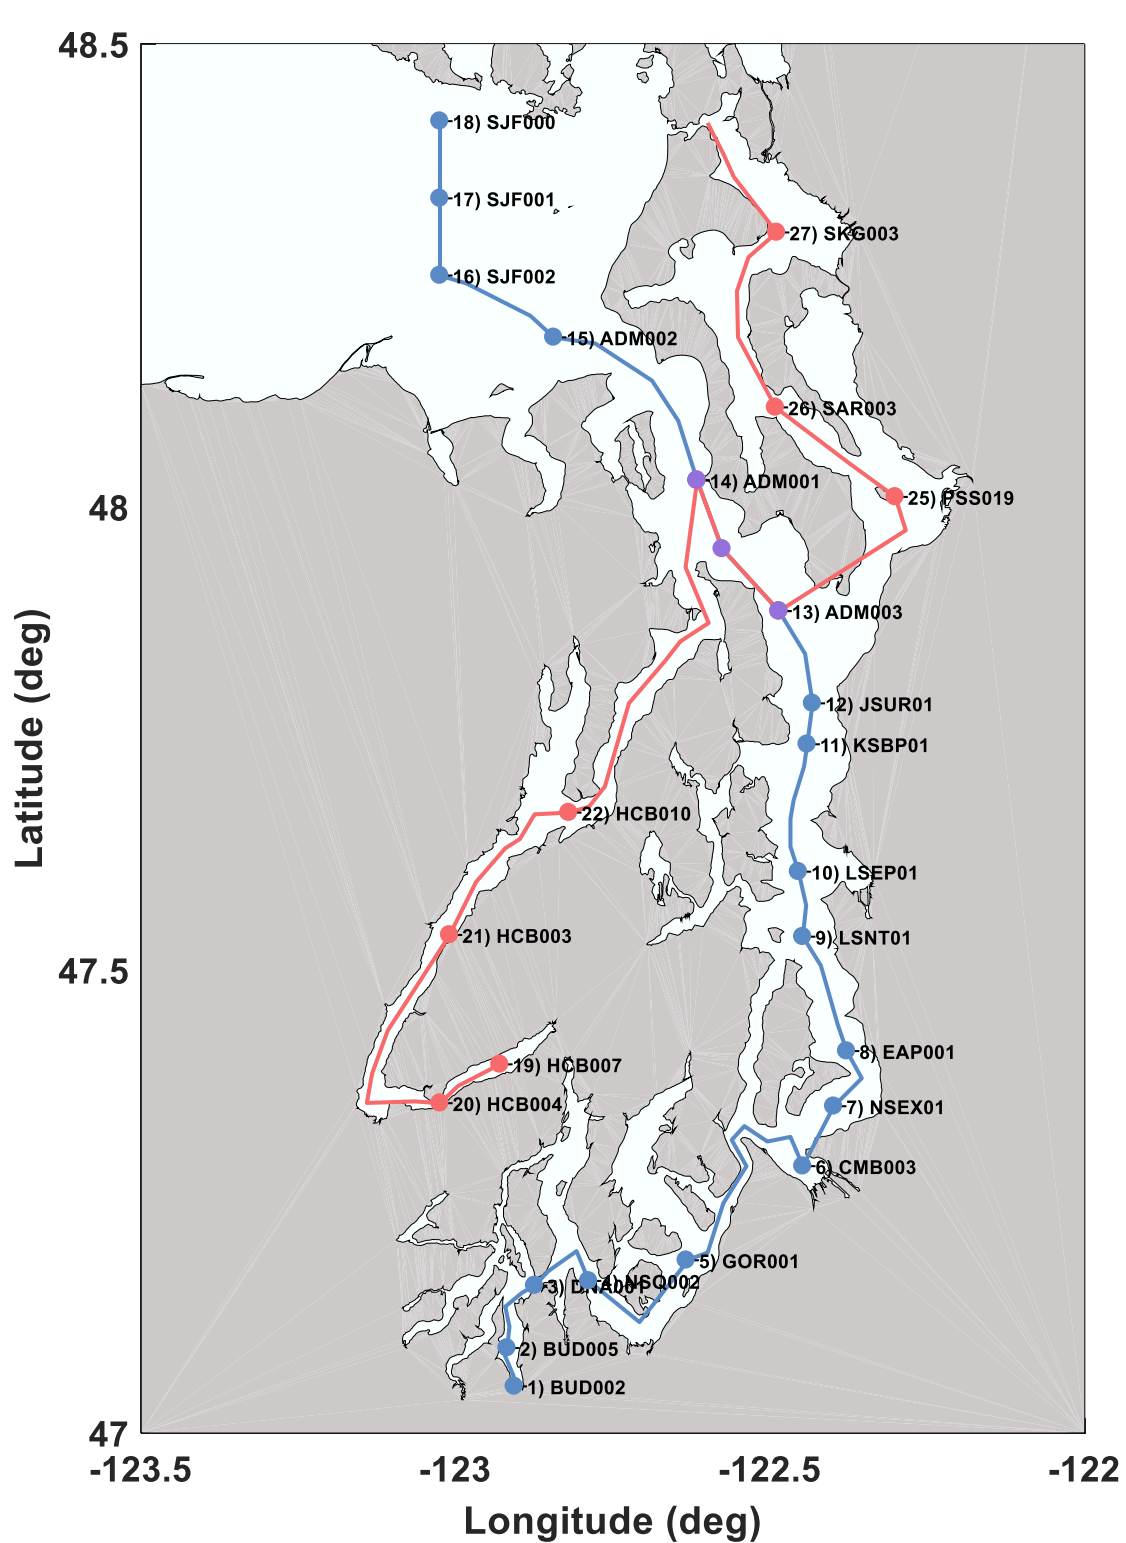 48.5
18) SJF000
17) SJF001
27) SKG003
16) SJF002
15) ADM002
26) SAR003
14) ADM001
25) PSS019
48
13) ADM003
12) JSUR01
11) KSBP01
22) HCB010
10) LSEP01
21) HCB003
9) LSNT01
47.5
8) EAP001
19) HCB007
20) HCB004
7) NSEX01
6) CMB003
5) GOR001
4) NSQ002
3) DNA001
2) BUD005
1) BUD002
47
-123.5
-123
-122.5
-122
Longitude (deg)
Latitude (deg)